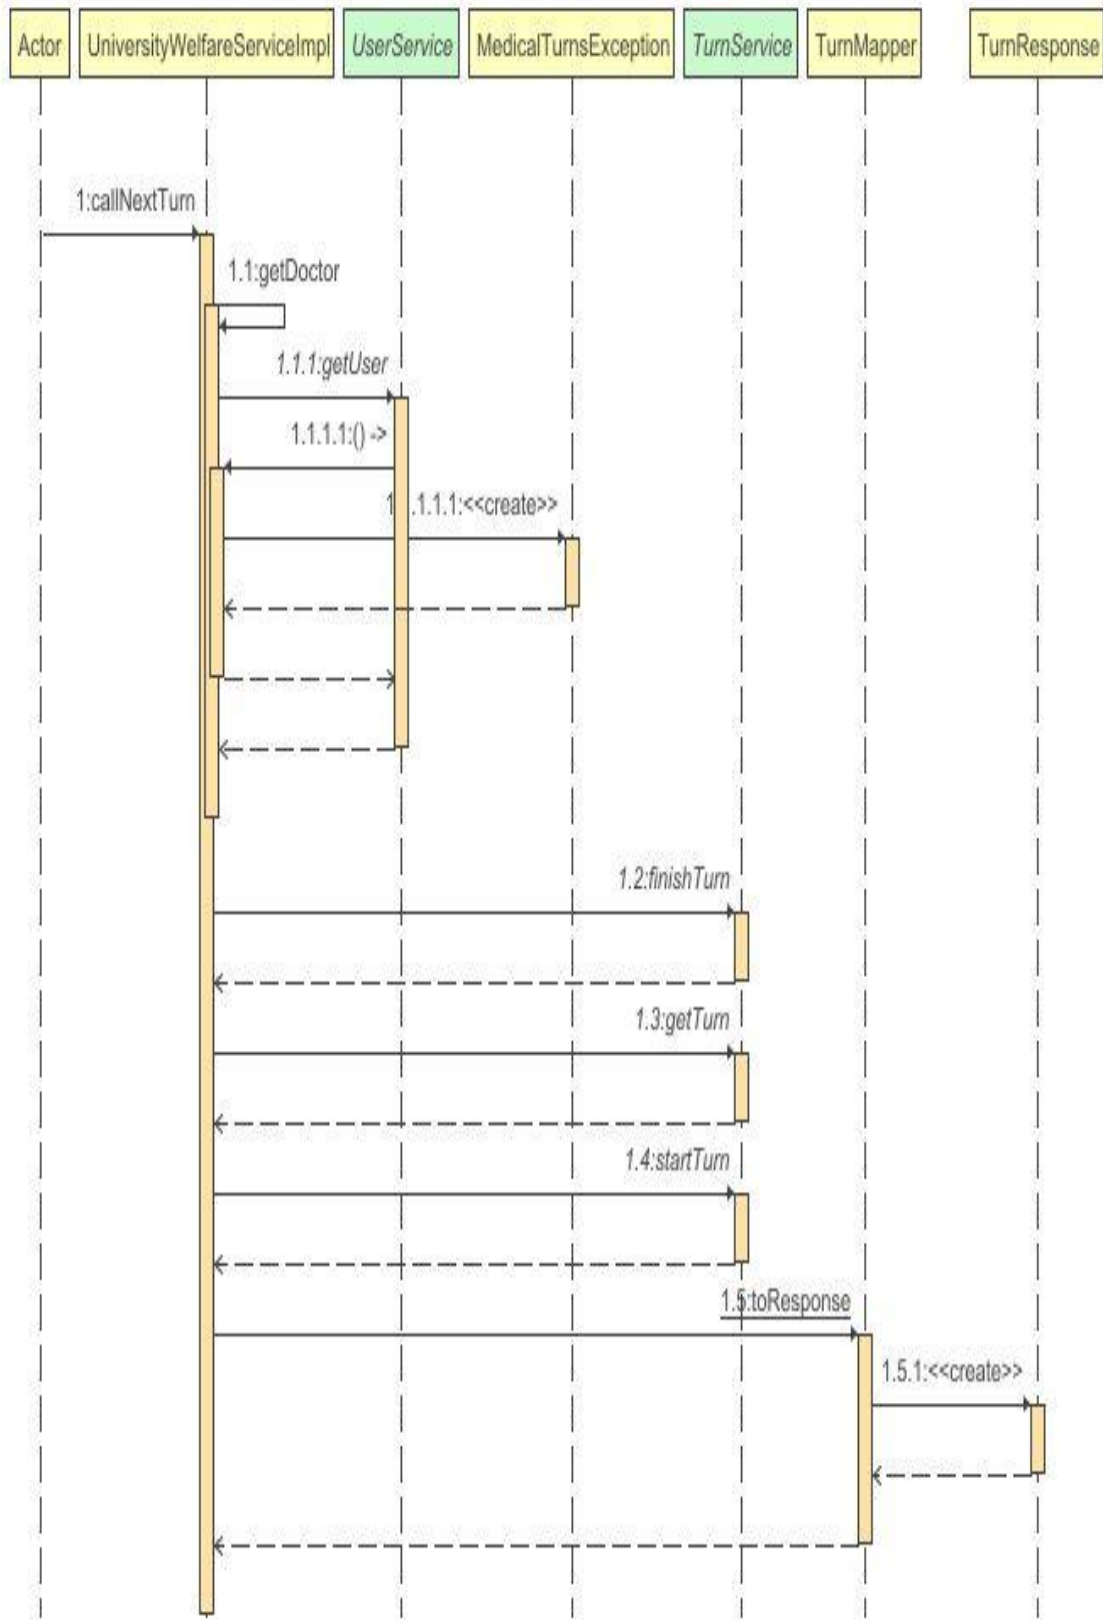 Actor
UniversityWelfareServiceImpl
UserService
MedicalTurnsException
TurnService
TurnMapper
TurnResponse
1:callNextTurn
1.1:getDoctor
1.1.1:getUser
1.1.1.1:() ->
1.1.1.1.1:<<create>>
1.2:finishTurn
1.3:getTurn
1.4:startTurn
1.5:toResponse
1.5.1:<<create>>